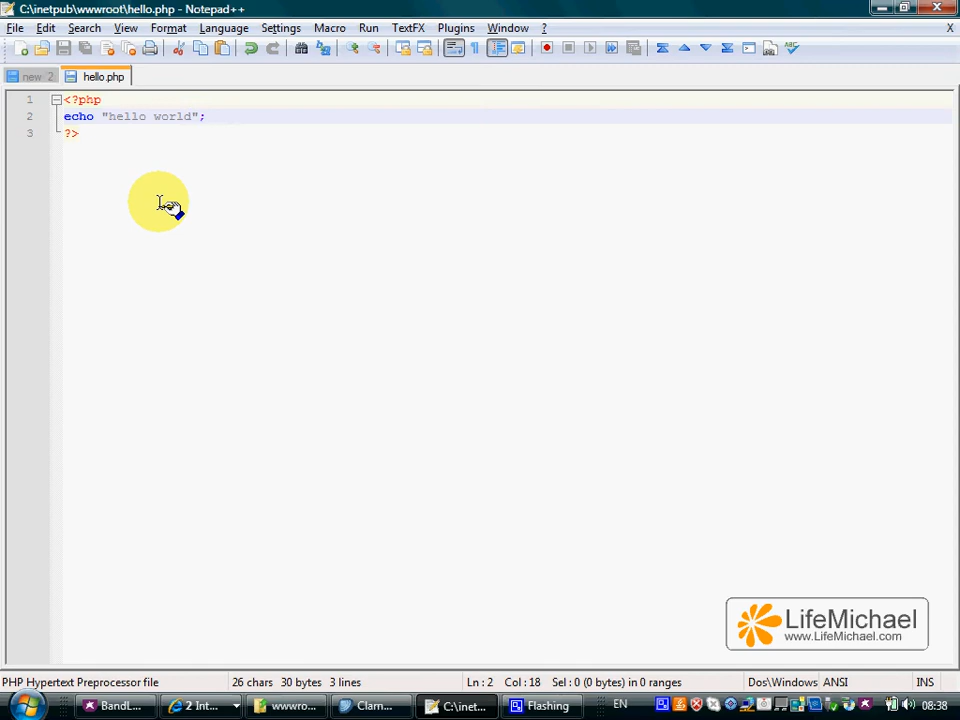 C:\inetpub\wwwroot\hello.php - Notepad++
File Edit Search View Format Language Settings Macro Run TextFX Plugins Window ? X
new 2 hello.php
1 <?php
2 echo "hello world";
3 ?>
LifeMichael
www.LifeMichael.com
PHP Hypertext Preprocessor file 26 chars 30 bytes 3 lines Ln : 2 Col : 18 Sel : 0 (0 bytes) in 0 ranges Dos\Windows ANSI INS
BandL... 2 Int... wwwro... Clam... C:\inet... Flashing EN 08:38